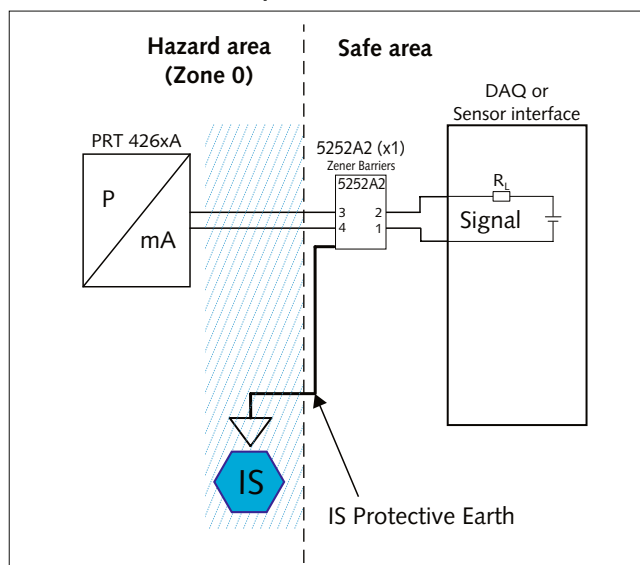 Hazard area
(Zone 0)
Safe area
DAQ or
Sensor interface
PRT 426xA
P
mA
5252A2 (x1)
Zener Barriers
5252A2
3
2
4
1
RL
Signal
IS
IS Protective Earth